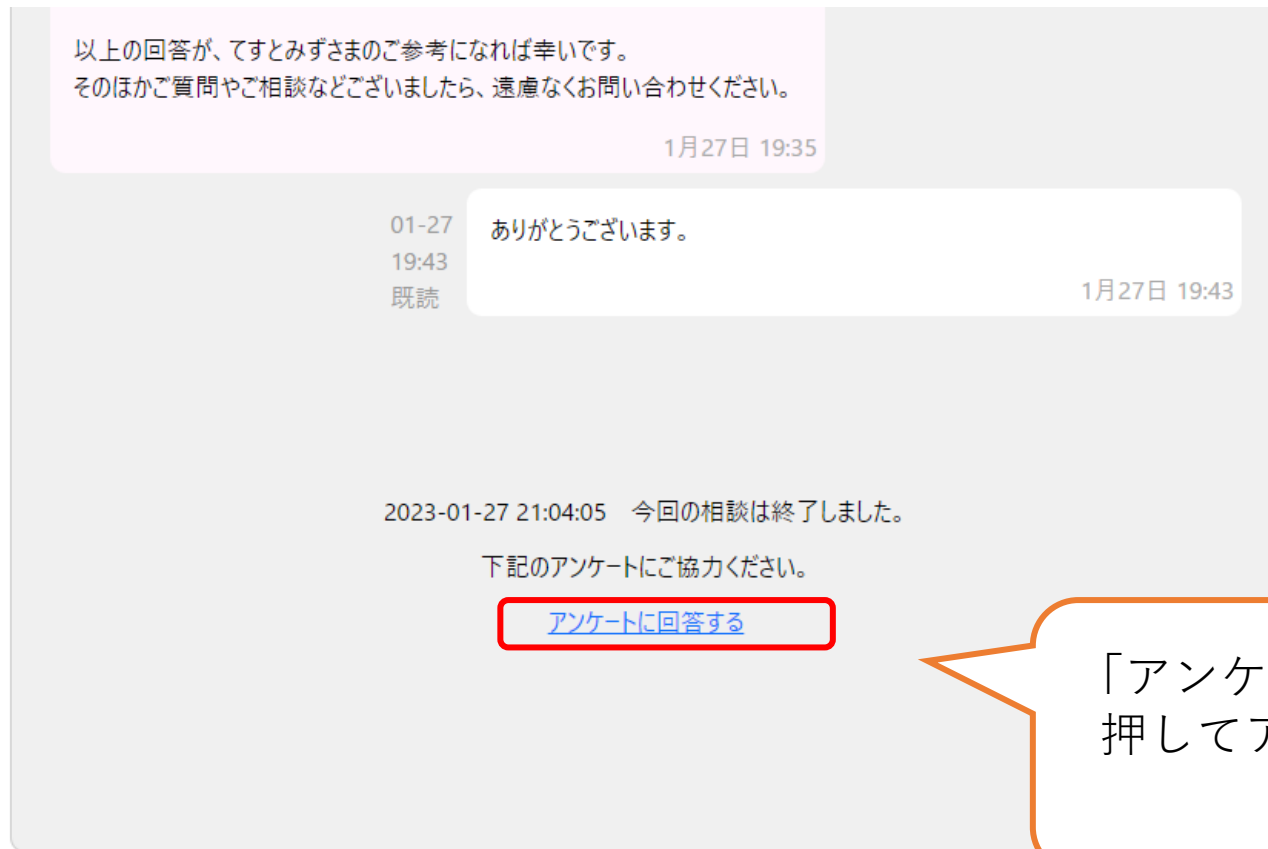 以上の回答が、てすとみずさまのご参考になれば幸いです。
そのほかご質問やご相談などございましたら、遠慮なくお問い合わせください。
1月27日 19:35
01-27
19:43
既読
ありがとうございます。
1月27日 19:43
2023-01-27 21:04:05　今回の相談は終了しました。
下記のアンケートにご協力ください。
アンケートに回答する
「アンケ
押してア